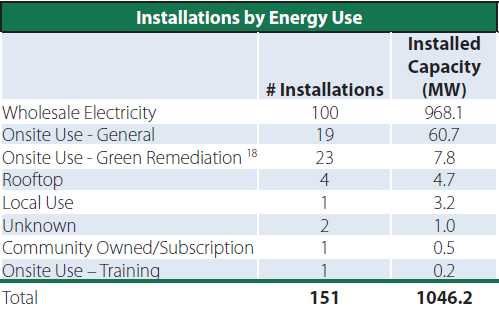 Installations by Energy Use
# Installations Installed Capacity (MW)
Wholesale Electricity 100 968.1
Onsite Use - General 19 60.7
Onsite Use - Green Remediation 18 23 7.8
Rooftop 4 4.7
Local Use 1 3.2
Unknown 2 1.0
Community Owned/Subscription 1 0.5
Onsite Use – Training 1 0.2
Total 151 1046.2